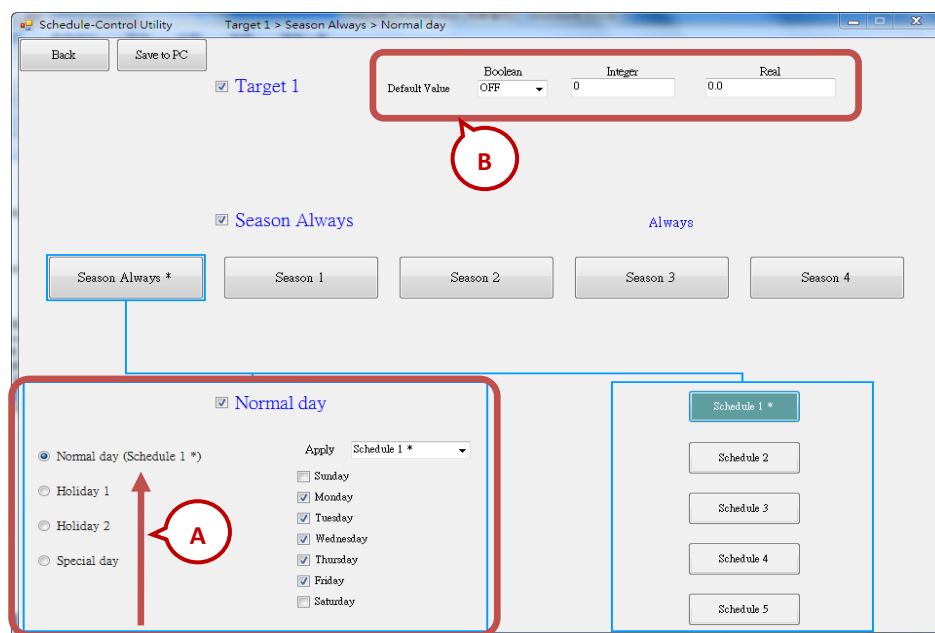 Schedule-Control Utility Target 1 > Season Always > Normal day
Back Save to PC
Target 1
Boolean Integer Real
Default Value OFF 0 0.0
B
Season Always Always
Season Always * Season 1 Season 2 Season 3 Season 4
Normal day
Apply Schedule 1 *
Normal day (Schedule 1 *)
Holiday 1
Holiday 2
Special day
A
Sunday
Monday
Tuesday
Wednesday
Thursday
Friday
Saturday
Schedule 1 *
Schedule 2
Schedule 3
Schedule 4
Schedule 5